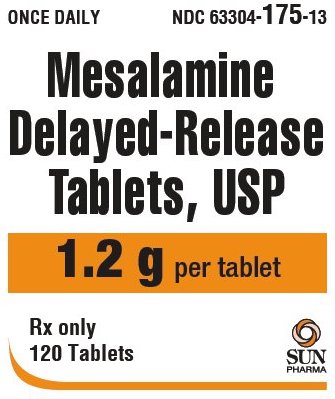 ONCE DAILY NDC 63304-175-13
Mesalamine
Delayed-Release
Tablets, USP
1.2 g per tablet
Rx only
120 Tablets
SUN
PHARMA